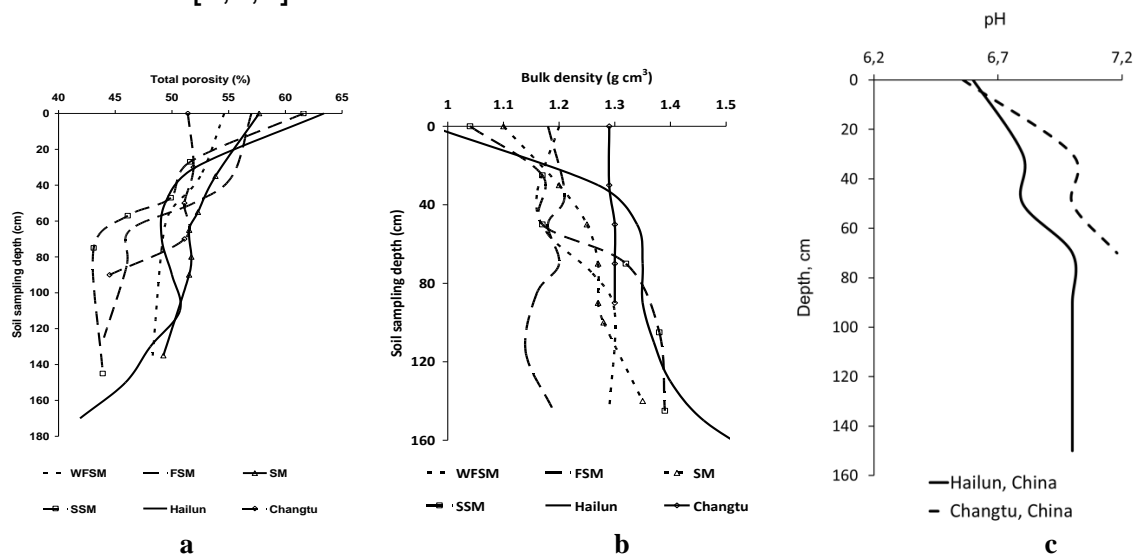 Total porosity (%)
40 45 50 55 60 65
0
20
40
60
80
100
120
140
160
180
Soil sampling depth (cm)
WFSM FSM SM
SSM Hailun Changtu
a
Bulk density (g cm3)
1 1.1 1.2 1.3 1.4 1.5
0
40
80
120
160
Soil sampling depth (cm)
WFSM FSM SM
SSM Hailun Changtu
b
pH
6,2 6,7 7,2
0
20
40
60
80
100
120
140
160
Depth, cm
Hailun, China
Changtu, China
c